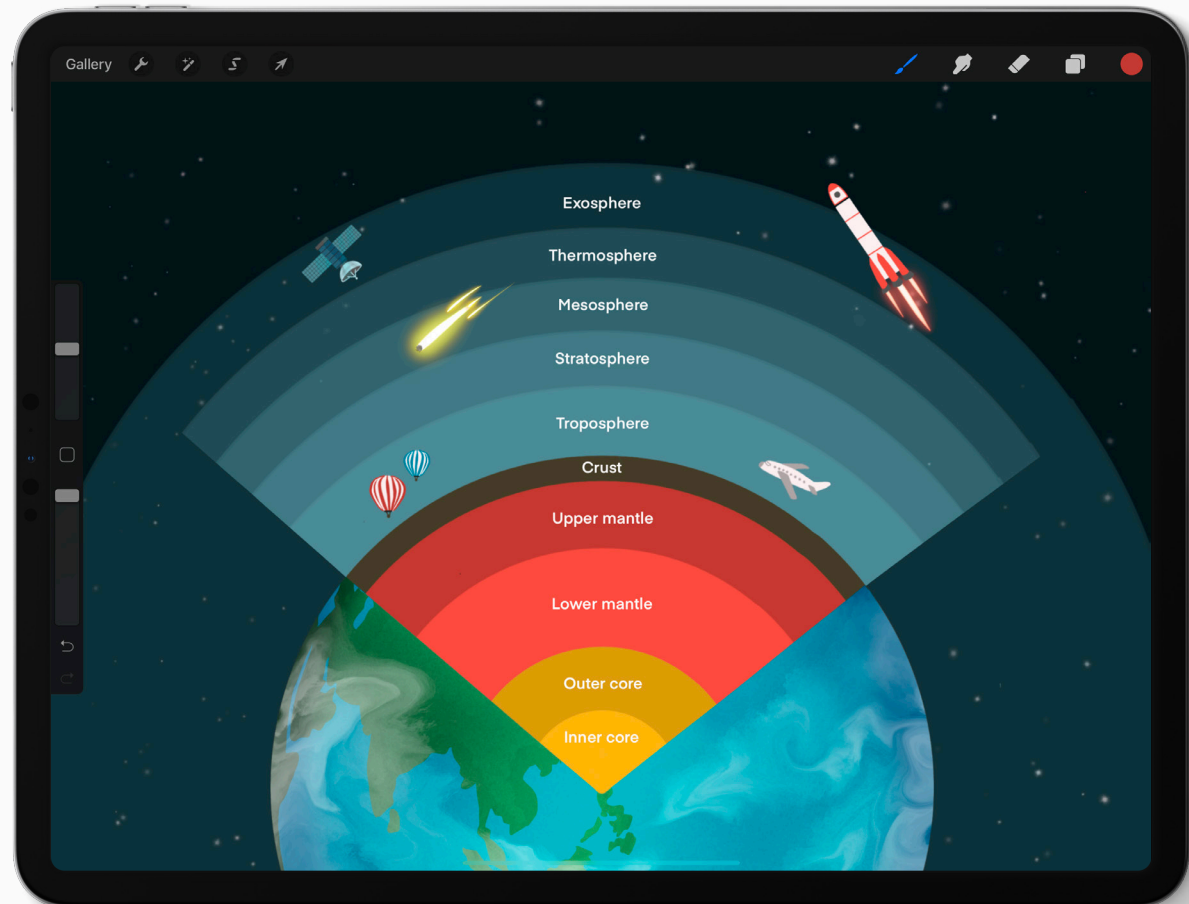 Gallery
Exosphere
Thermosphere
Mesosphere
Stratosphere
Troposphere
Crust
Upper mantle
Lower mantle
Outer core
Inner core